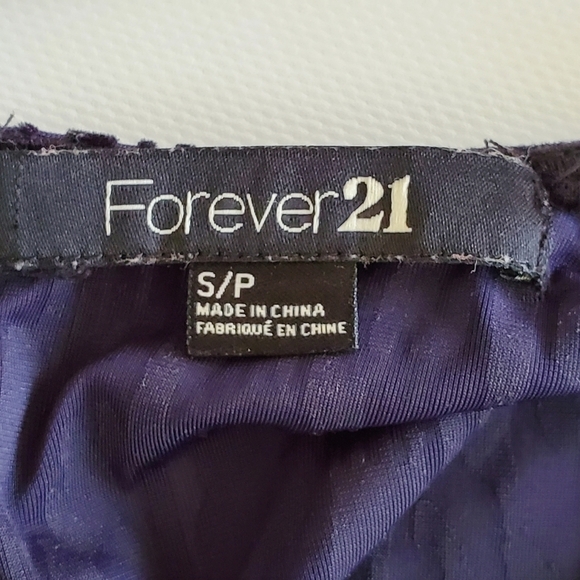 Forever21
S/P
MADE IN CHINA
FABRIQUÉ EN CHINE